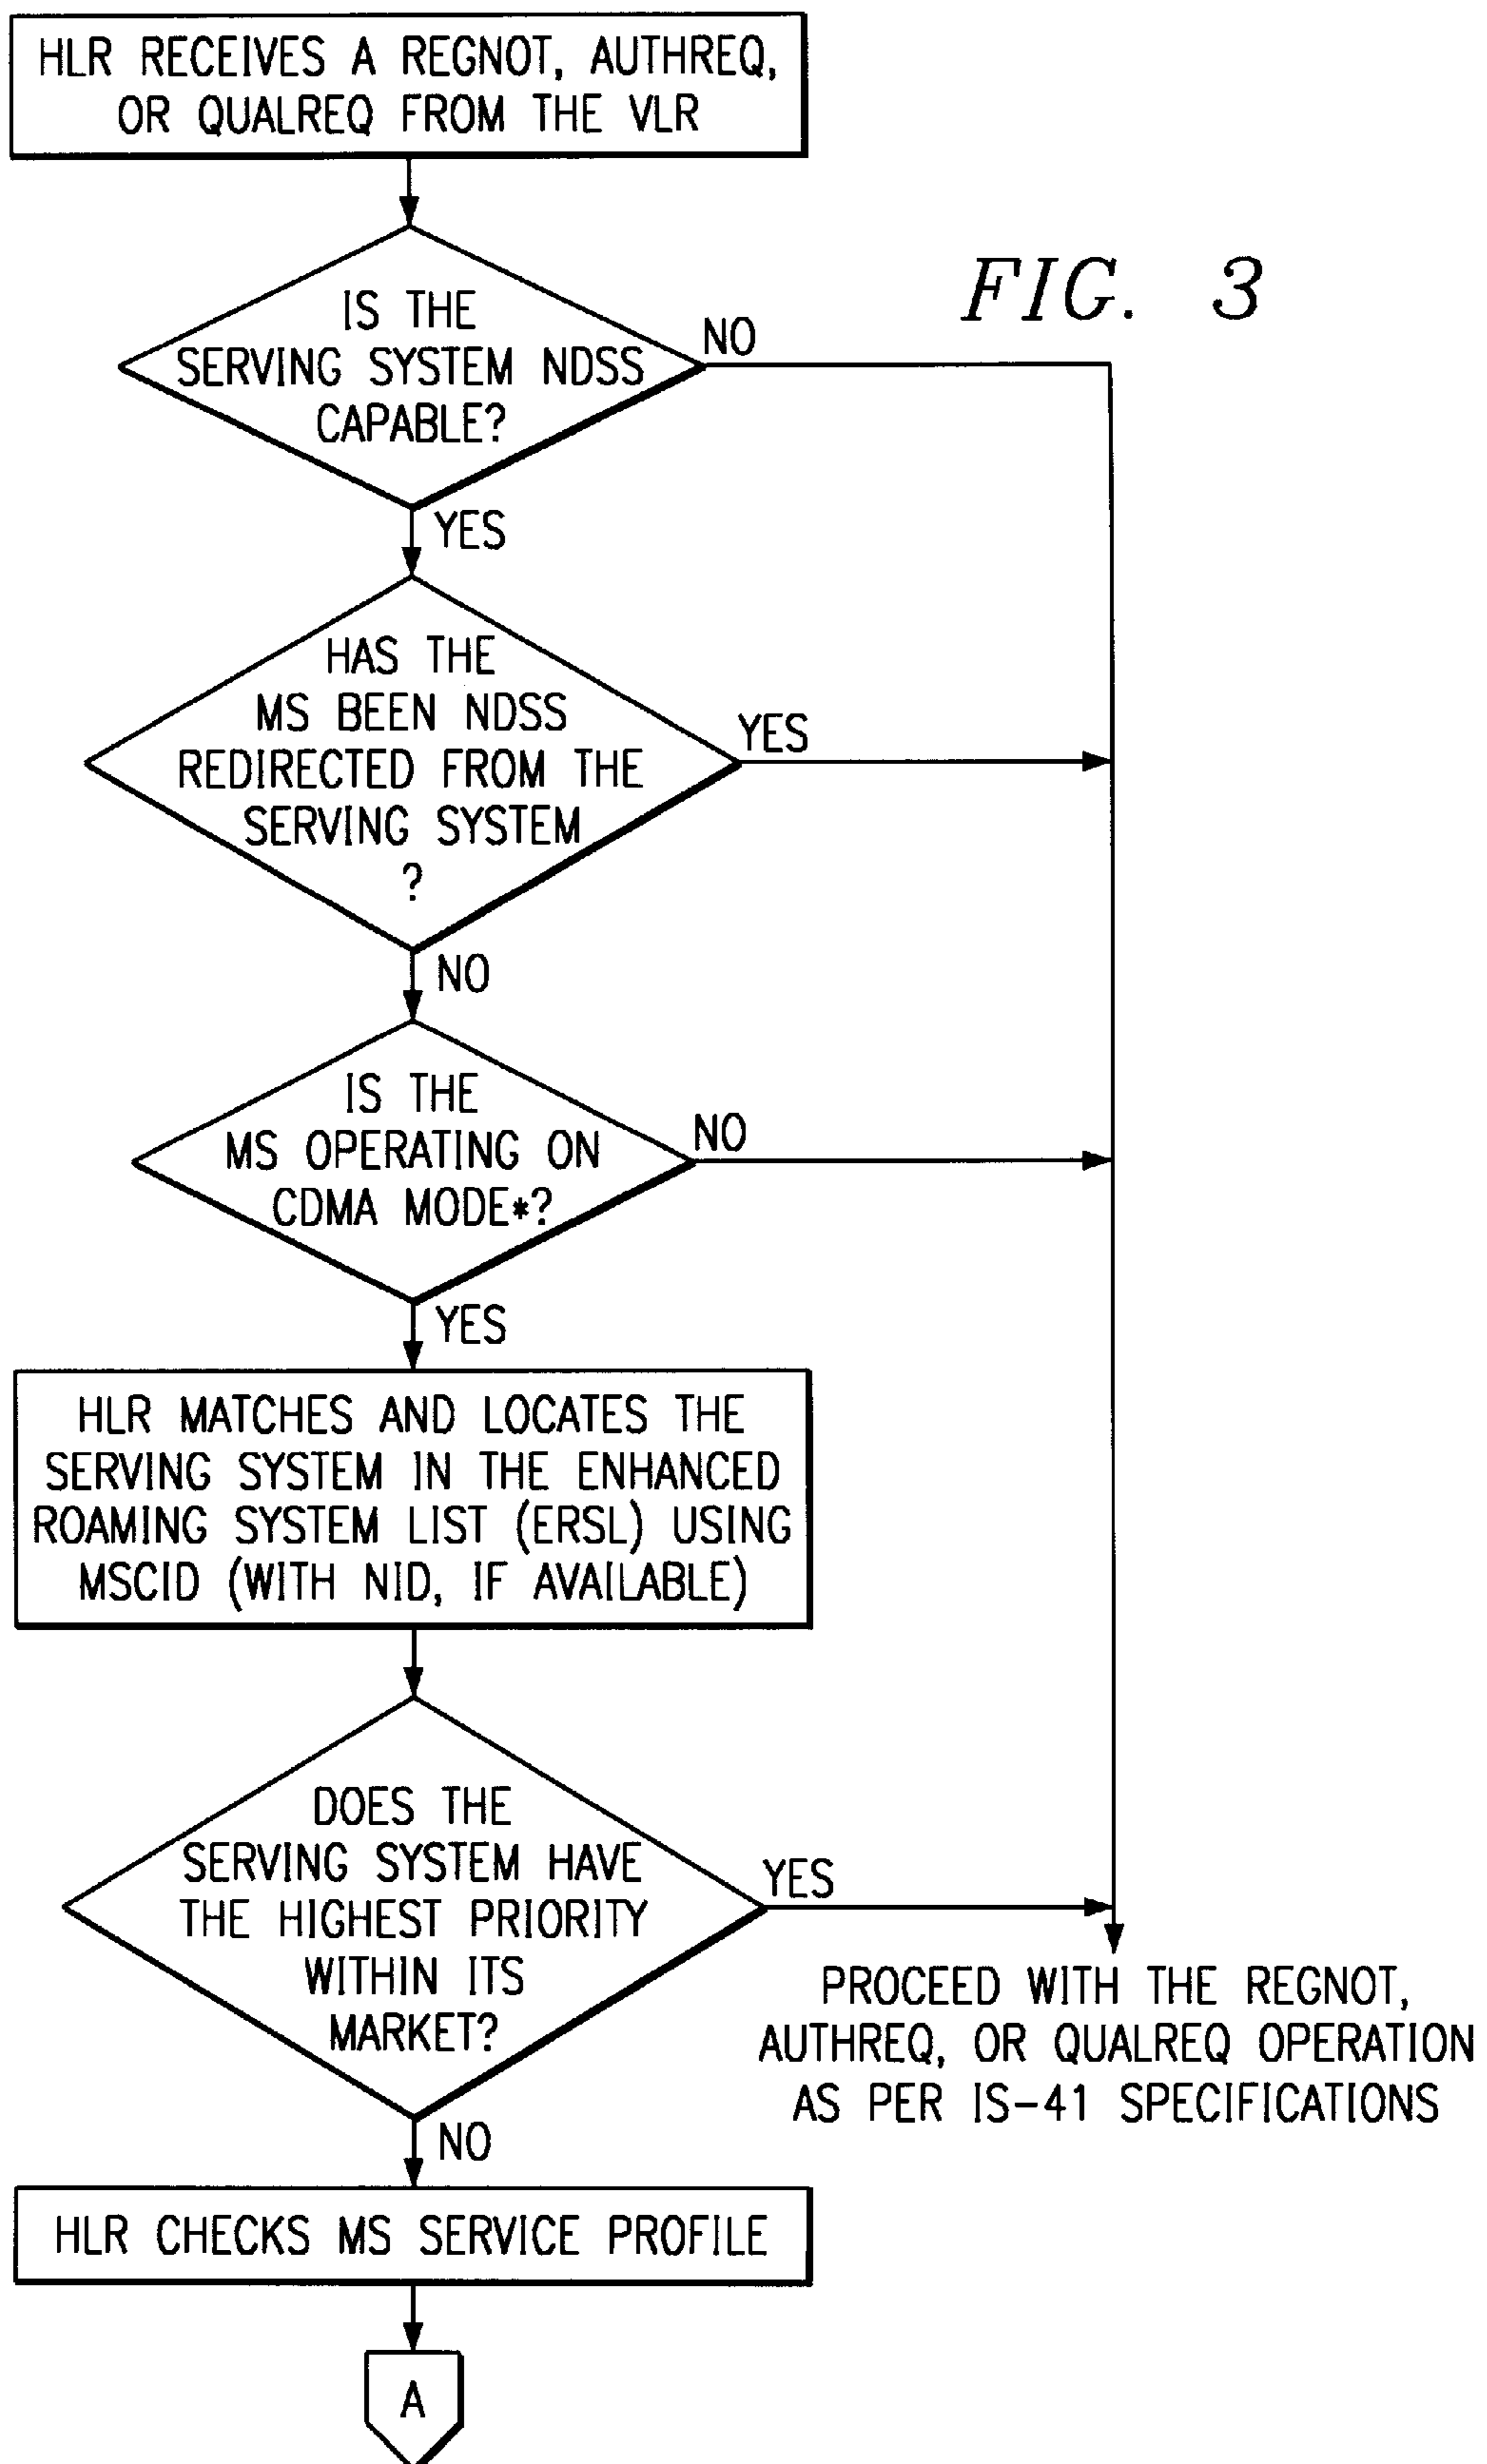 HLR RECEIVES A REGNOT, AUTHREQ,
OR QUALREQ FROM THE VLR
FIG. 3
IS THE
SERVING SYSTEM NDSS
CAPABLE?
NO
YES
HAS THE
MS BEEN NDSS
REDIRECTED FROM THE
SERVING SYSTEM
?
YES
NO
IS THE
MS OPERATING ON
CDMA MODE*?
NO
YES
HLR MATCHES AND LOCATES THE
SERVING SYSTEM IN THE ENHANCED
ROAMING SYSTEM LIST (ERSL) USING
MSCID (WITH NID, IF AVAILABLE)
DOES THE
SERVING SYSTEM HAVE
THE HIGHEST PRIORITY
WITHIN ITS
MARKET?
YES
PROCEED WITH THE REGNOT,
AUTHREQ, OR QUALREQ OPERATION
AS PER IS-41 SPECIFICATIONS
NO
HLR CHECKS MS SERVICE PROFILE
A